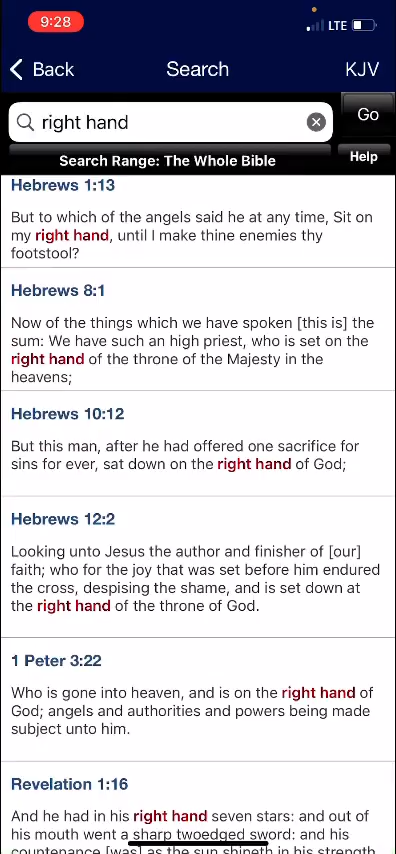 9:28
LTE
Back
Search
KJV
right hand
Go
Search Range: The Whole Bible
Help
Hebrews 1:13
But to which of the angels said he at any time, Sit on
my right hand, until I make thine enemies thy
footstool?
Hebrews 8:1
Now of the things which we have spoken [this is] the
sum: We have such an high priest, who is set on the
right hand of the throne of the Majesty in the
heavens;
Hebrews 10:12
But this man, after he had offered one sacrifice for
sins for ever, sat down on the right hand of God;
Hebrews 12:2
Looking unto Jesus the author and finisher of [our]
faith; who for the joy that was set before him endured
the cross, despising the shame, and is set down at
the right hand of the throne of God.
1 Peter 3:22
Who is gone into heaven, and is on the right hand of
God; angels and authorities and powers being made
subject unto him.
Revelation 1:16
And he had in his right hand seven stars: and out of
his mouth went a sharp twoedged sword: and his
countenance [was] as the sun shineth in his strength